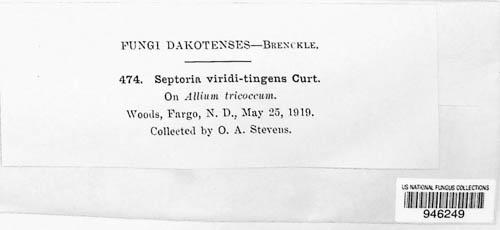 FUNGI DAKOTENSES—BRENCKLE.
474. Septoria viridi-tingens Curt.
On Allium tricoccum.
Woods, Fargo, N. D., May 25, 1919.
Collected by O. A. Stevens.
US NATIONAL FUNGUS COLLECTIONS
946249